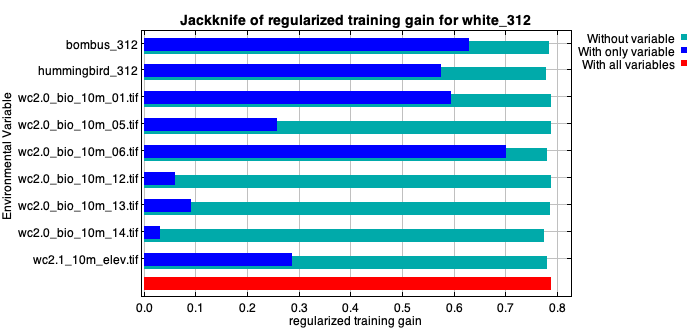 Jackknife of regularized training gain for white_312
Without variable
With only variable
With all variables
Environmental Variable
bombus_312
hummingbird_312
wc2.0_bio_10m_01.tif
wc2.0_bio_10m_05.tif
wc2.0_bio_10m_06.tif
wc2.0_bio_10m_12.tif
wc2.0_bio_10m_13.tif
wc2.0_bio_10m_14.tif
wc2.1_10m_elev.tif
0.0 0.1 0.2 0.3 0.4 0.5 0.6 0.7 0.8
regularized training gain